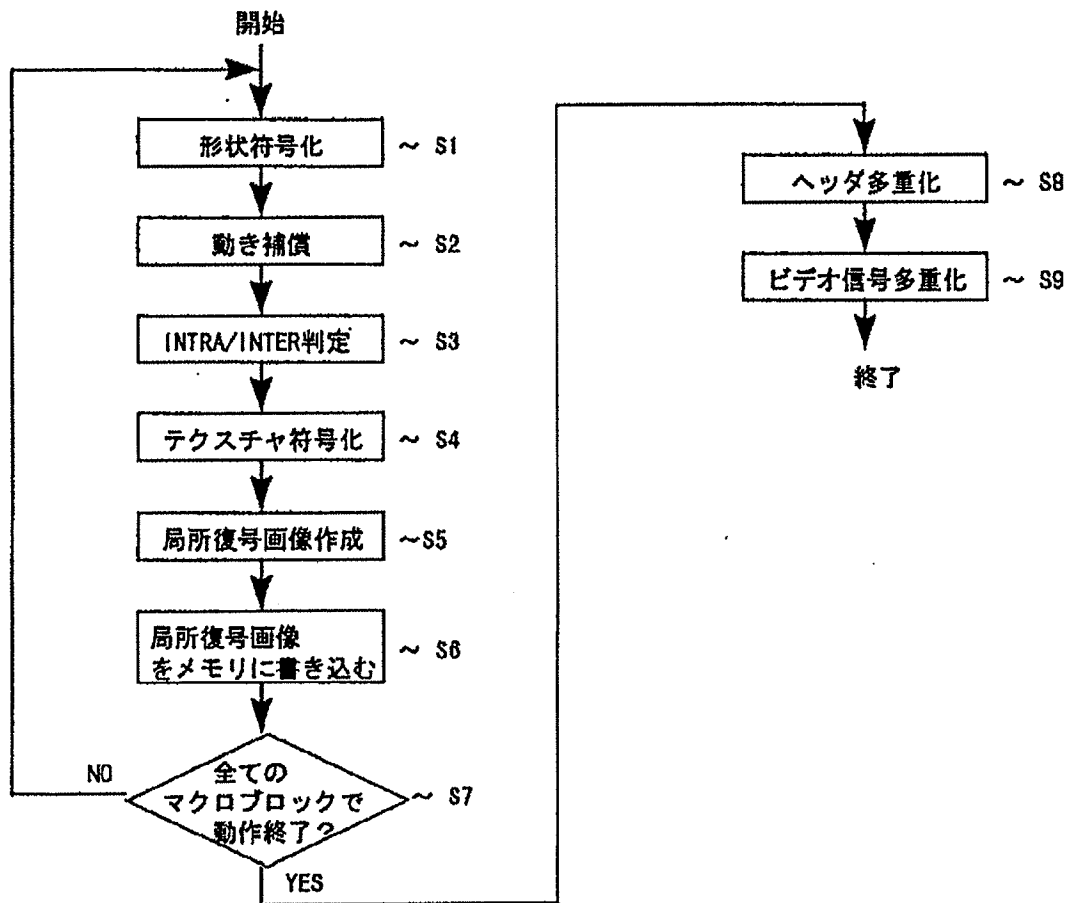 開始
形状符号化 ～ S1
動き補償 ～ S2
INTRA/INTER判定 ～ S3
テクスチャ符号化 ～ S4
局所復号画像作成 ～S5
局所復号画像
をメモリに書き込む ～ S6
全ての
マクロブロックで
動作終了？
～ S7
NO
YES
ヘッダ多重化 ～ S8
ビデオ信号多重化 ～ S9
終了